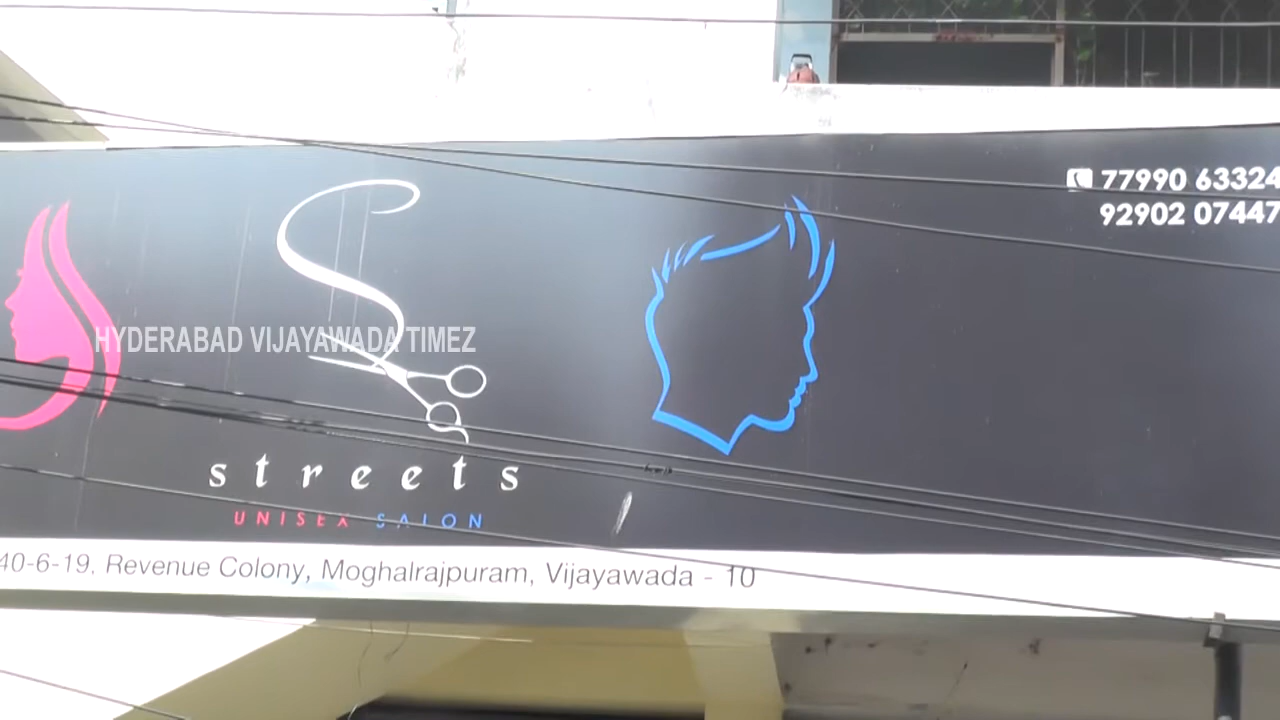 77990 63324
92902 07447
HYDERABAD VIJAYAWADA TIMEZ
streets
UNISEX SALON
40-6-19, Revenue Colony, Moghalrajpuram, Vijayawada - 10